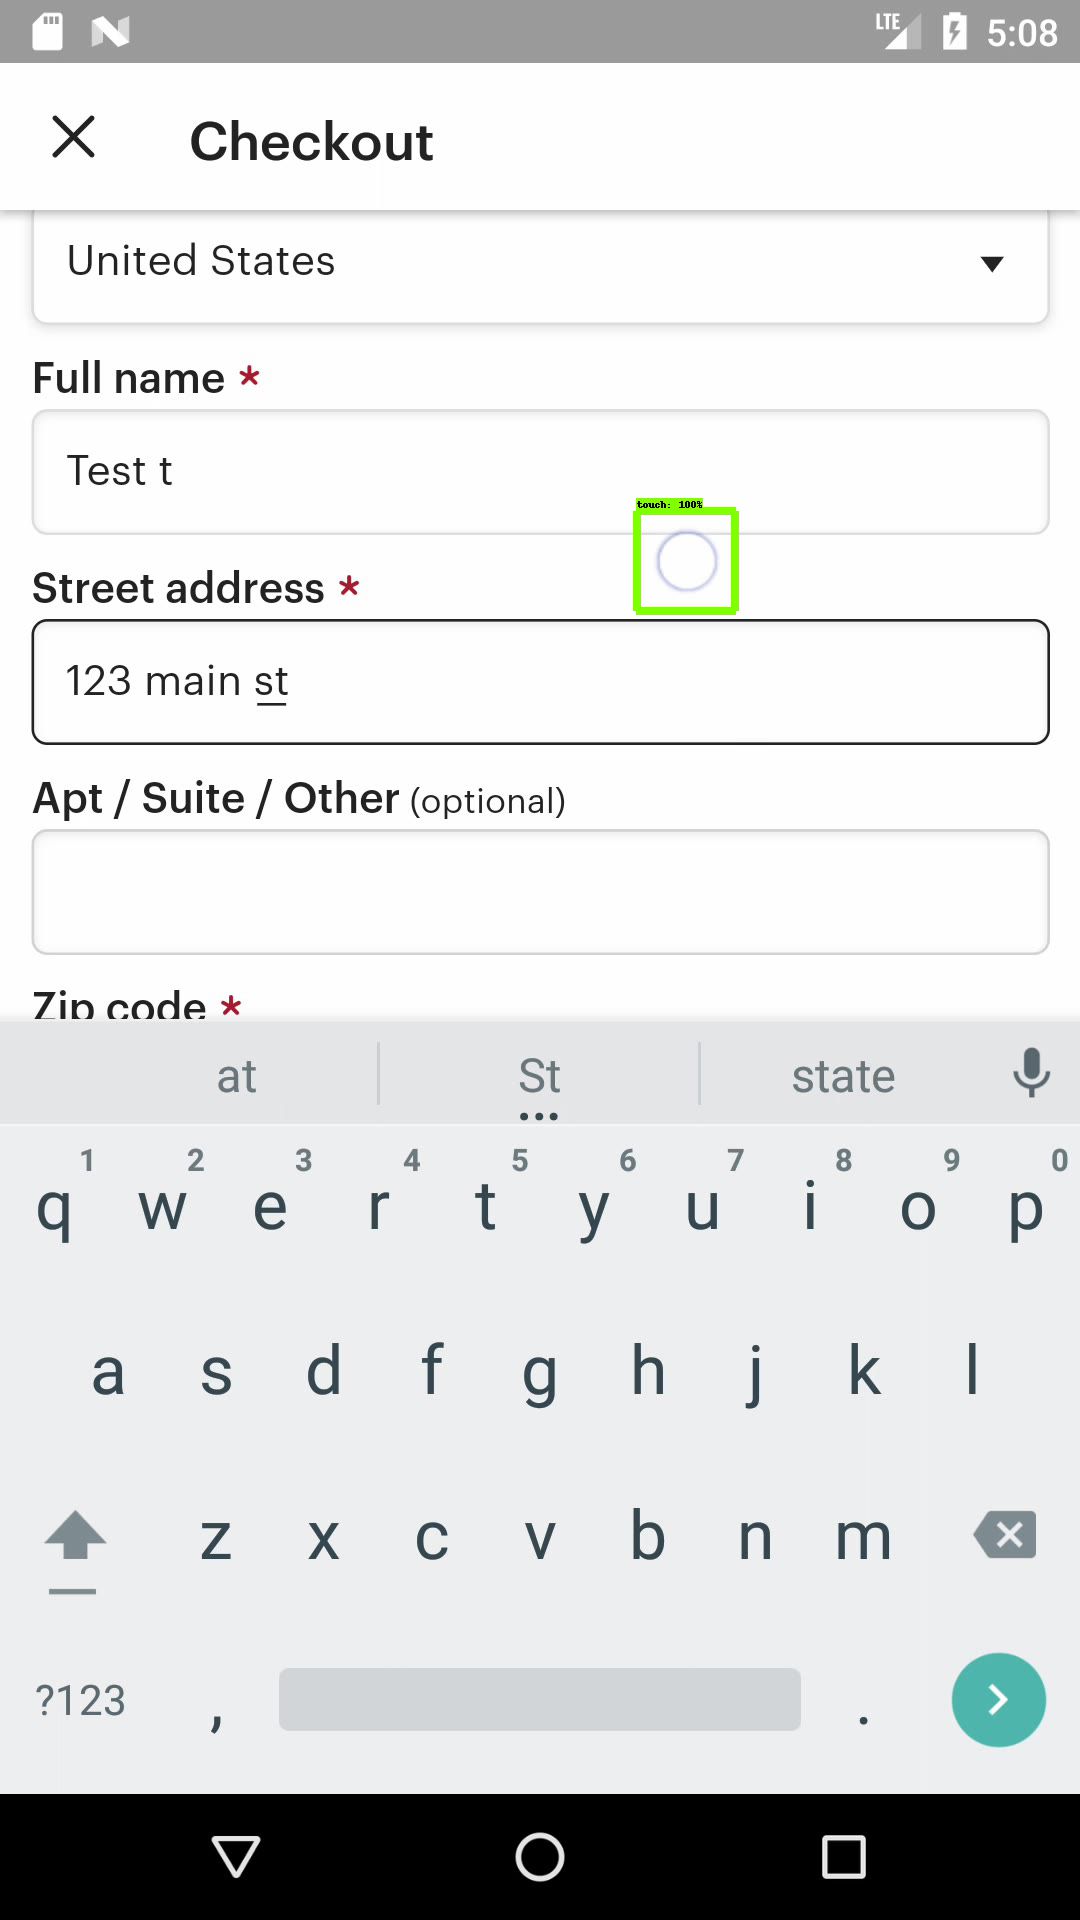 LTE 5:08
Checkout
United States
Full name *
Test t
touch: 100%
Street address *
123 main st
Apt / Suite / Other (optional)
Zip code *
at St state
1 2 3 4 5 6 7 8 9 0
q w e r t y u i o p
a s d f g h j k l
z x c v b n m
?123 , .